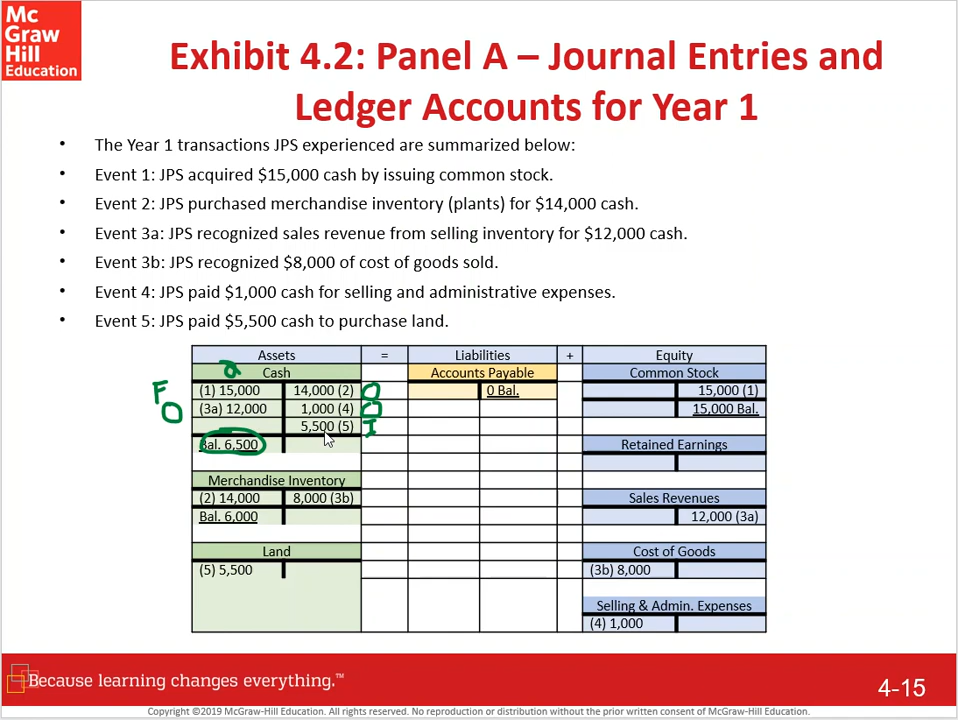 Mc
Graw
Hill
Education
Exhibit 4.2: Panel A – Journal Entries and
Ledger Accounts for Year 1
• The Year 1 transactions JPS experienced are summarized below:
• Event 1: JPS acquired $15,000 cash by issuing common stock.
• Event 2: JPS purchased merchandise inventory (plants) for $14,000 cash.
• Event 3a: JPS recognized sales revenue from selling inventory for $12,000 cash.
• Event 3b: JPS recognized $8,000 of cost of goods sold.
• Event 4: JPS paid $1,000 cash for selling and administrative expenses.
• Event 5: JPS paid $5,500 cash to purchase land.
Assets = Liabilities + Equity
Cash Accounts Payable Common Stock
F (1) 15,000 14,000 (2) O 0 Bal. 15,000 (1)
O (3a) 12,000 1,000 (4) O 15,000 Bal.
5,500 (5) I
Bal. 6,500 Retained Earnings
Merchandise Inventory
(2) 14,000 8,000 (3b) Sales Revenues
Bal. 6,000 12,000 (3a)
Land Cost of Goods
(5) 5,500 (3b) 8,000
Selling & Admin. Expenses
(4) 1,000
Because learning changes everything.™
4-15
Copyright ©2019 McGraw-Hill Education. All rights reserved. No reproduction or distribution without the prior written consent of McGraw-Hill Education.